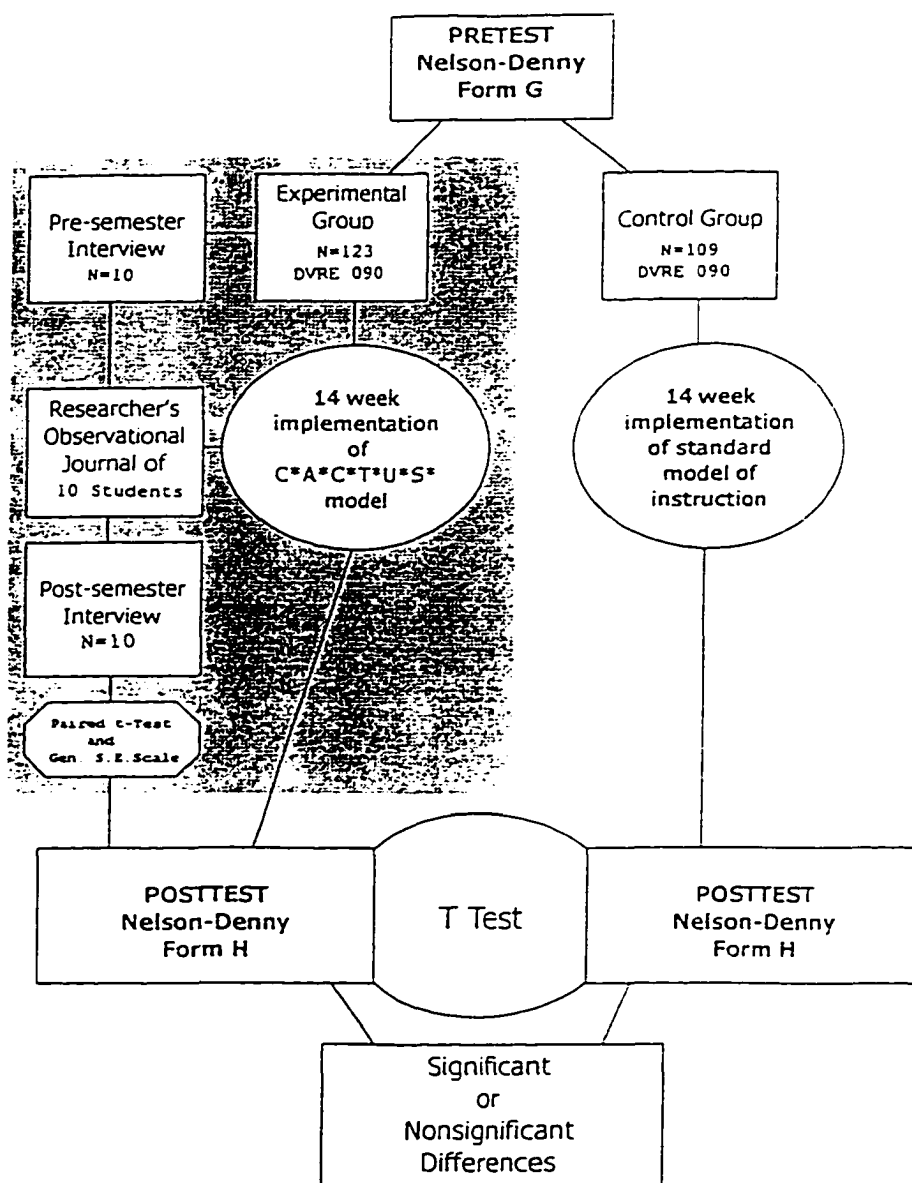 PRETEST
Nelson-Denny
Form G
Pre-semester
Interview
N=10
Experimental
Group
N=123
DVRE 090
Control Group
N=109
DVRE 090
Researcher's
Observational
Journal of
10 Students
14 week
implementation
of
C*A*C*T*U*S*
model
14 week
implementation
of standard
model of
instruction
Post-semester
Interview
N=10
Paired t-Test
and
Gen. S.E.Scale
POSTTEST
Nelson-Denny
Form H
T Test
POSTTEST
Nelson-Denny
Form H
Significant
or
Nonsignificant
Differences